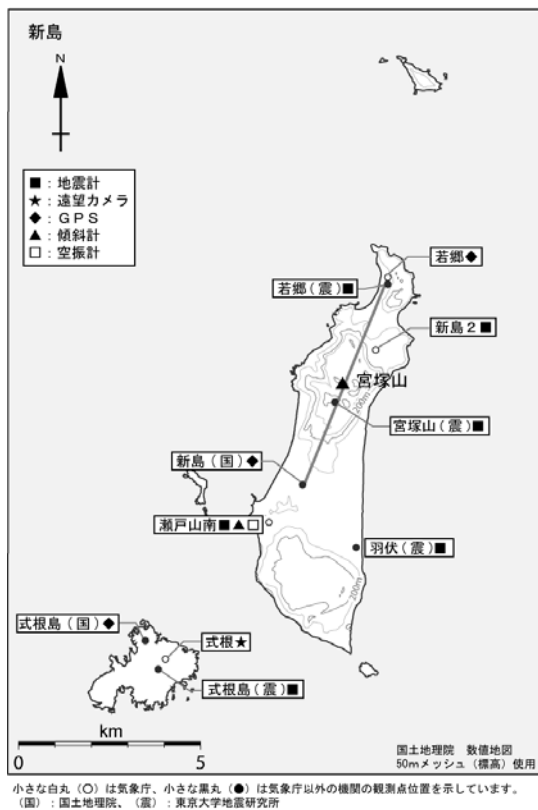 新島
N
■：地震計
★：遠望カメラ
◆：ＧＰＳ
▲：傾斜計
□：空振計
若郷◆
若郷（震）■
新島２■
宮塚山
200m
宮塚山（震）■
新島（国）◆
瀬戸山南■▲□
羽伏（震）■
200m
式根島（国）◆
式根★
式根島（震）■
km
0 5
国土地理院 数値地図
50mメッシュ（標高）使用
小さな白丸（○）は気象庁、小さな黒丸（●）は気象庁以外の機関の観測点位置を示しています。
（国）：国土地理院、（震）：東京大学地震研究所